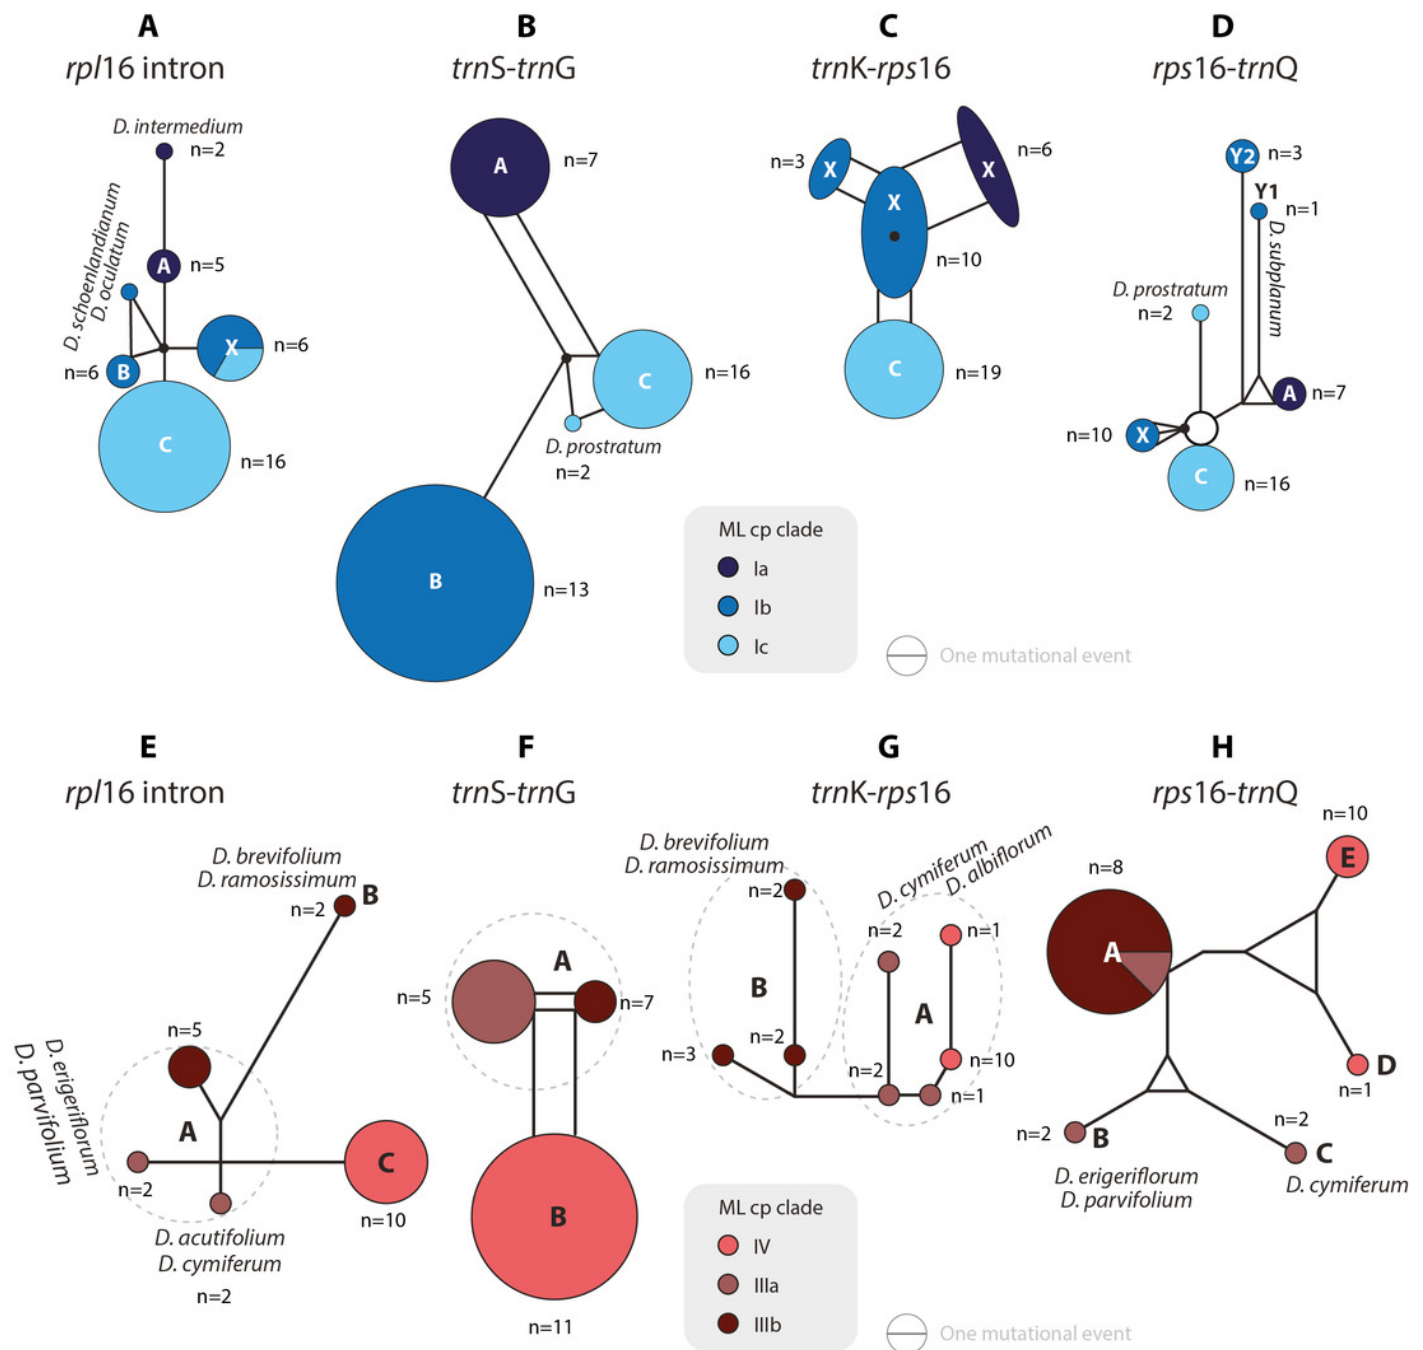 A
rpl16 intron
D. intermedium
n=2
A
n=5
D. schoenlandianum
D. oculatum
X
n=6
n=6
B
C
n=16
B
trnS-trnG
A
n=7
C
n=16
D. prostratum
n=2
B
n=13
C
trnK-rps16
n=3
X
X
n=6
X
n=10
C
n=19
D
rps16-trnQ
Y2
n=3
Y1
n=1
D. subplanum
D. prostratum
n=2
A
n=7
n=10
X
C
n=16
ML cp clade
Ia
Ib
Ic
One mutational event
E
rpl16 intron
D. brevifolium
D. ramosissimum
n=2
B
n=5
D. erigeriflorum
D. parvifolium
A
n=2
C
n=10
D. acutifolium
D. cymiferum
n=2
F
trnS-trnG
A
n=5
n=7
B
n=11
G
trnK-rps16
D. brevifolium
D. ramosissimum
n=2
D. cymiferum
D. albiflorum
n=2
n=1
B
A
n=2
n=3
n=10
n=2
n=1
H
rps16-trnQ
n=10
E
n=8
A
D
n=1
n=2
B
n=2
C
D. erigeriflorum
D. parvifolium
D. cymiferum
ML cp clade
IV
IIIa
IIIb
One mutational event